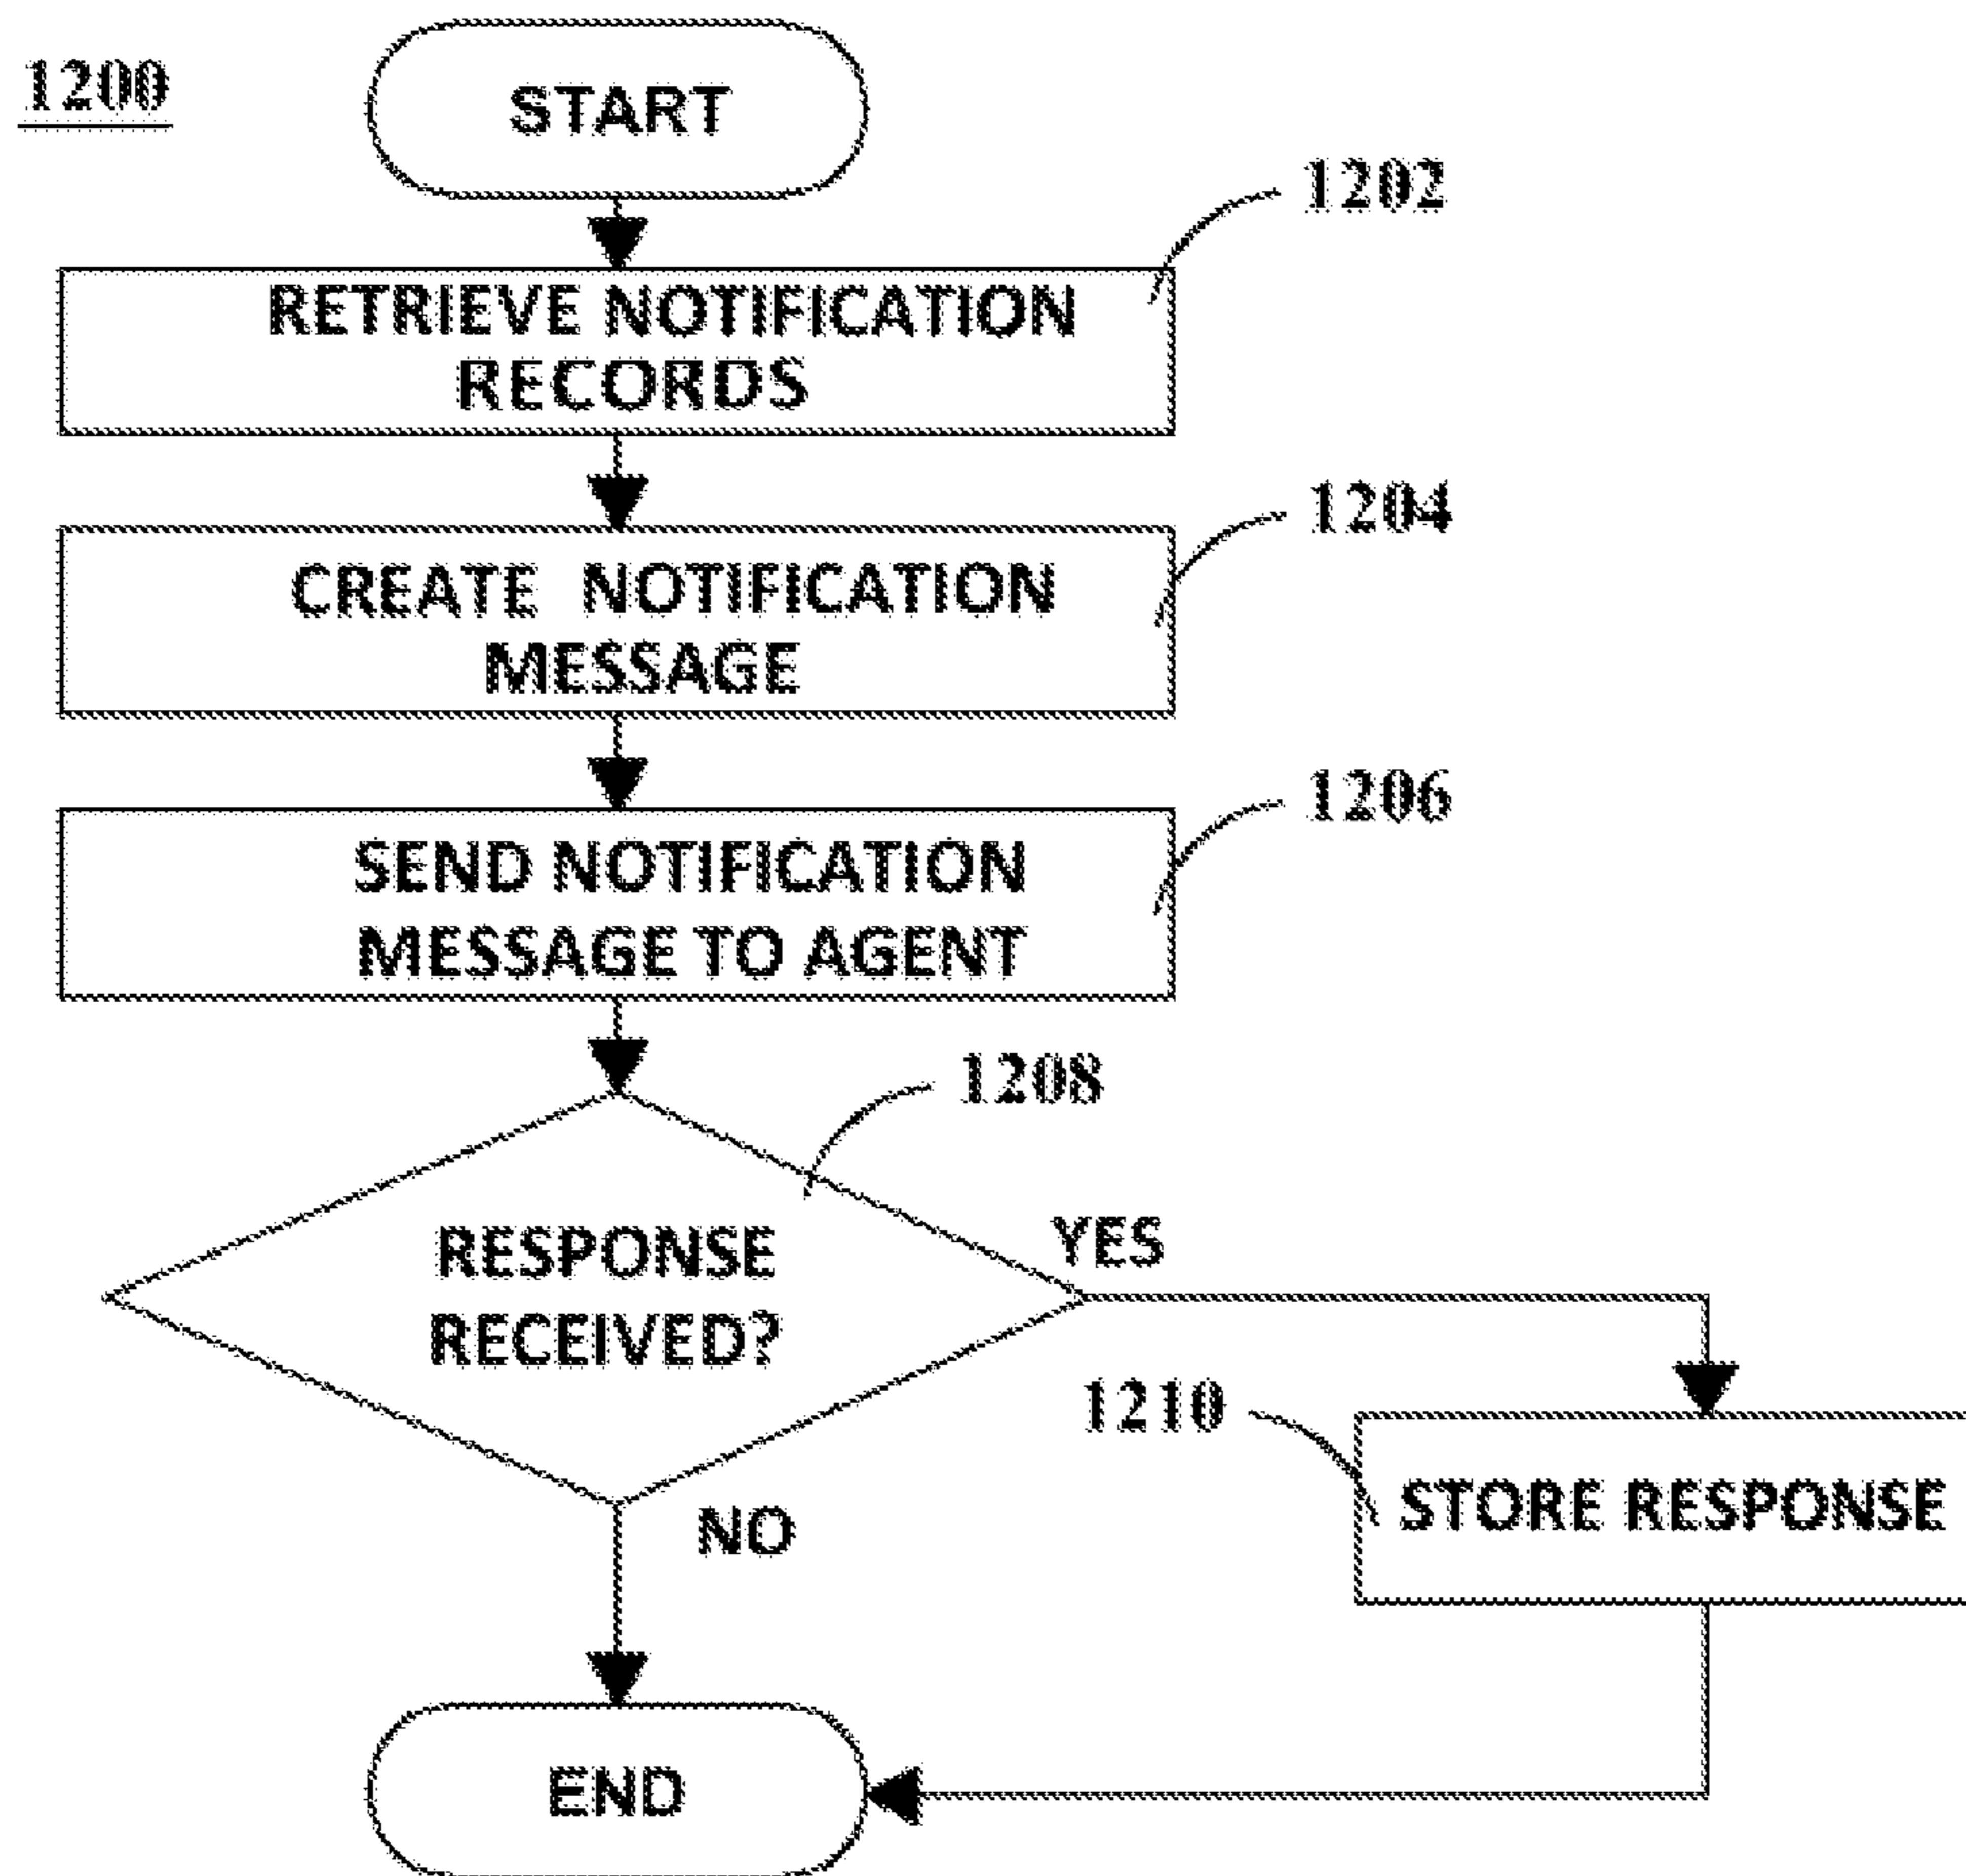 1200
START
1202
RETRIEVE NOTIFICATION
RECORDS
1204
CREATE NOTIFICATION
MESSAGE
1206
SEND NOTIFICATION
MESSAGE TO AGENT
1208
RESPONSE
RECEIVED?
YES
1210
STORE RESPONSE
NO
END